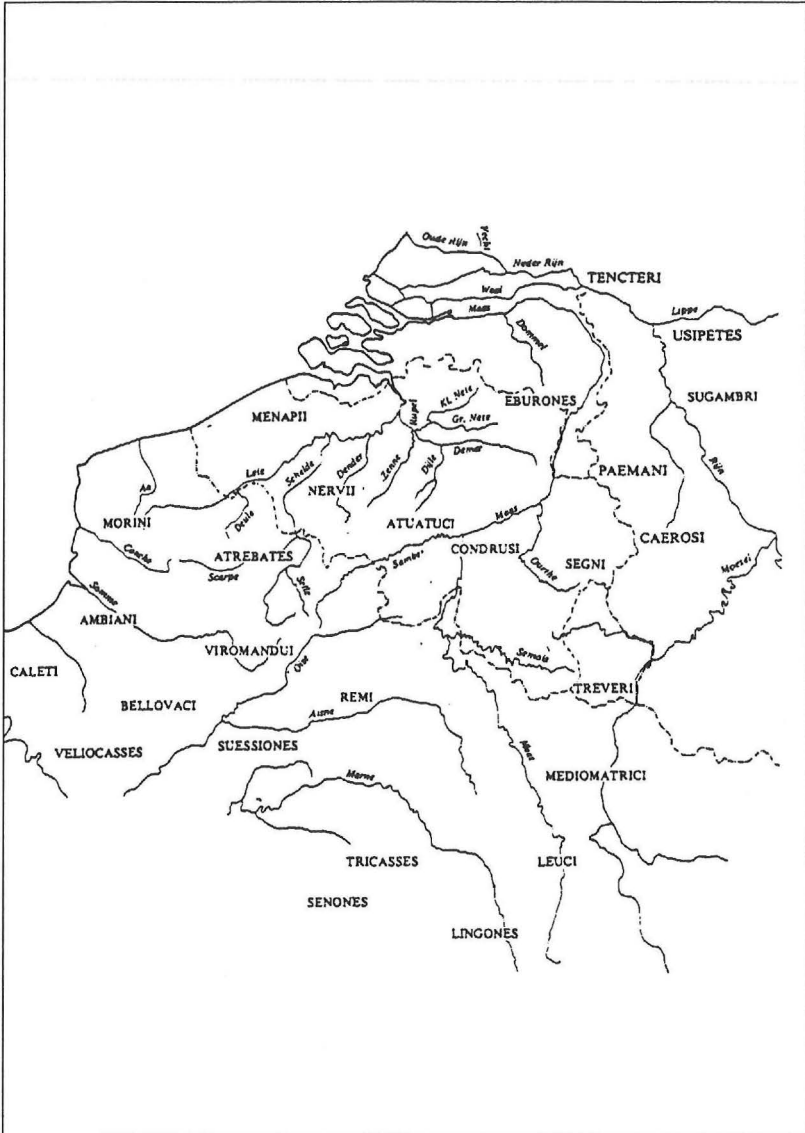 Oude Rijn
Vecht
Neder Rijn
TENCTERI
Waal
Maas
Lippe
USIPETES
Dommel
SUGAMBRI
EBURONES
Kl. Nete
MENAPII
Rupel
Gr. Nete
Rijn
Leie
Schelde
Dender
Zenne
Dijle
Demer
PAEMANI
Aa
NERVII
MORINI
Deule
ATUATUCI
Maas
CAEROSI
Canche
ATREBATES
CONDRUSI
SEGNI
Moezel
Scarpe
Selle
Samber
Ourthe
Somme
AMBIANI
VIROMANDUI
Semois
Oise
CALETI
TREVERI
BELLOVACI
REMI
Aisne
VELIOCASSES
SUESSIONES
Maas
Marne
MEDIOMATRICI
TRICASSES
LEUCI
SENONES
LINGONES